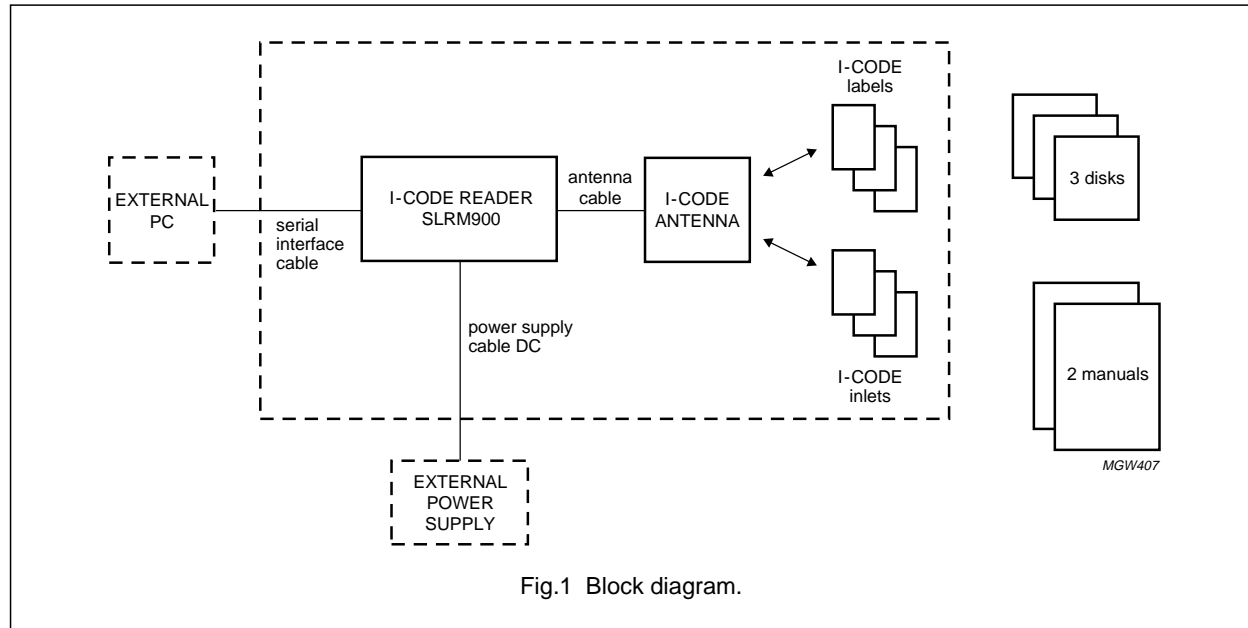 I-CODE
labels
3 disks
EXTERNAL
PC
serial
interface
cable
I-CODE READER
SLRM900
antenna
cable
I-CODE
ANTENNA
power supply
cable DC
I-CODE
inlets
2 manuals
MGW407
EXTERNAL
POWER
SUPPLY
Fig.1 Block diagram.